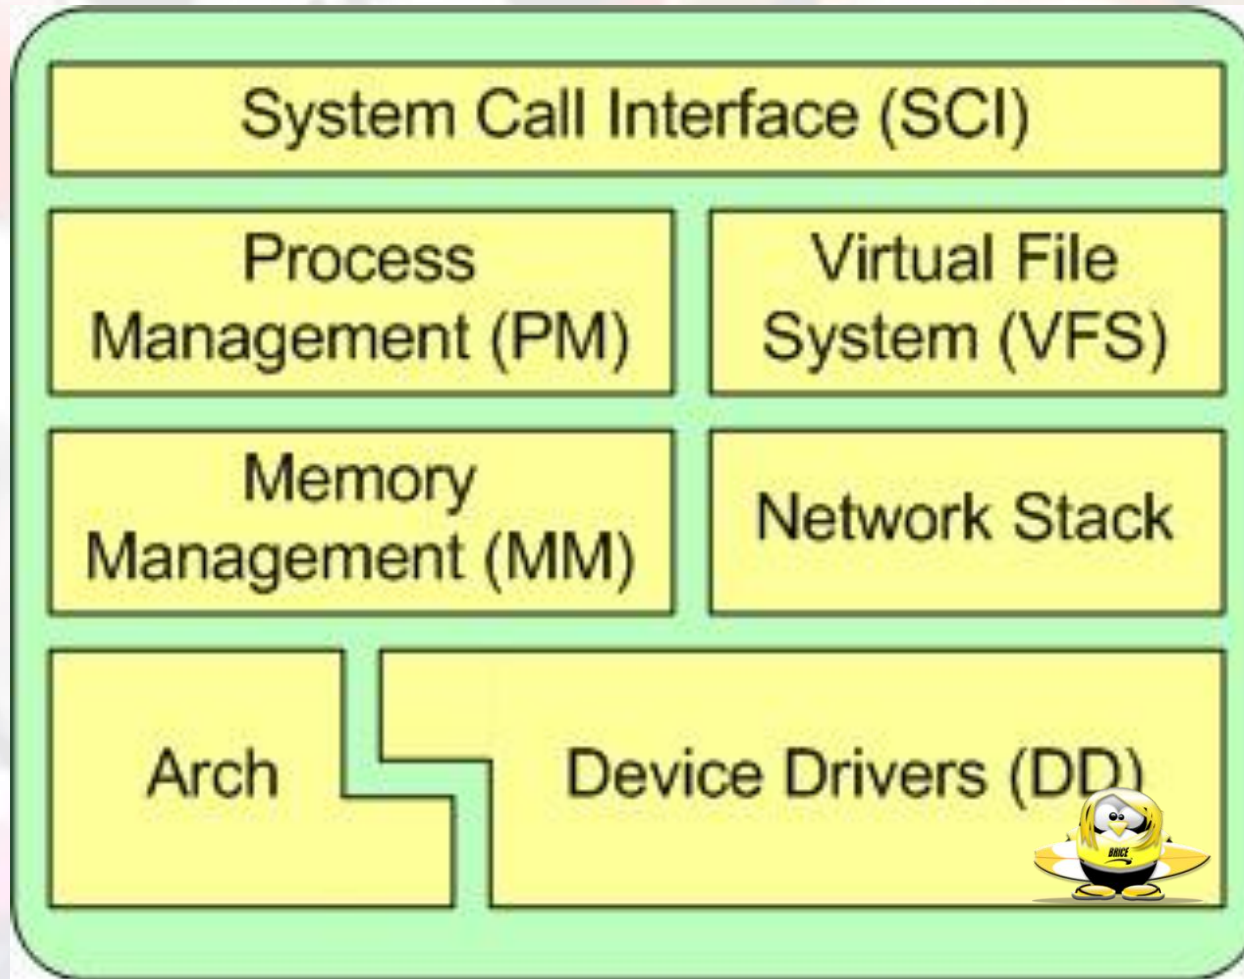 System Call Interface (SCI)
Process
Management (PM)
Virtual File
System (VFS)
Memory
Management (MM)
Network Stack
Arch
Device Drivers (DD)
BRICE